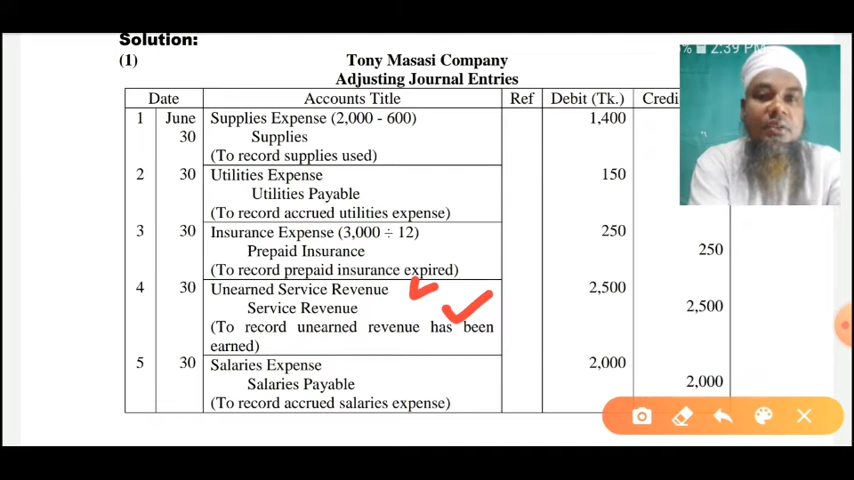 Solution:
(1) Tony Masasi Company
Adjusting Journal Entries
% 2:39 PM
Date Accounts Title Ref Debit (Tk.) Credi
1 June Supplies Expense (2,000 - 600) 1,400
30 Supplies
(To record supplies used)
2 30 Utilities Expense 150
Utilities Payable
(To record accrued utilities expense)
3 30 Insurance Expense (3,000 ÷ 12) 250
Prepaid Insurance 250
(To record prepaid insurance expired)
4 30 Unearned Service Revenue 2,500
Service Revenue 2,500
(To record unearned revenue has been
earned)
5 30 Salaries Expense 2,000
Salaries Payable 2,000
(To record accrued salaries expense)